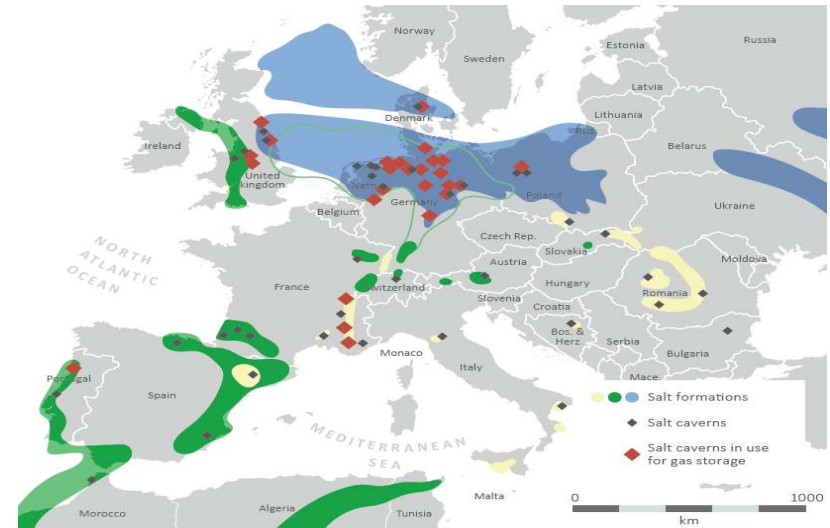 Norway
Sweden
Estonia
Russia
Latvia
Denmark
Lithuania
Rus.
Ireland
Belarus
United
kingdom
Neth.
Poland
Germany
Belgium
Ukraine
Czech Rep.
Slovakia
Moldova
NORTH
ATLANTIC
OCEAN
Austria
France
Switzerland
Hungary
Romania
Slovenia
Croatia
Bos. &
Herz.
Serbia
Monaco
Italy
Bulgaria
Portugal
Spain
Mace.
Salt formations
Salt caverns
Salt caverns in use
for gas storage
MEDITERRANEAN
SEA
Malta
0
1000
km
Morocco
Algeria
Tunisia